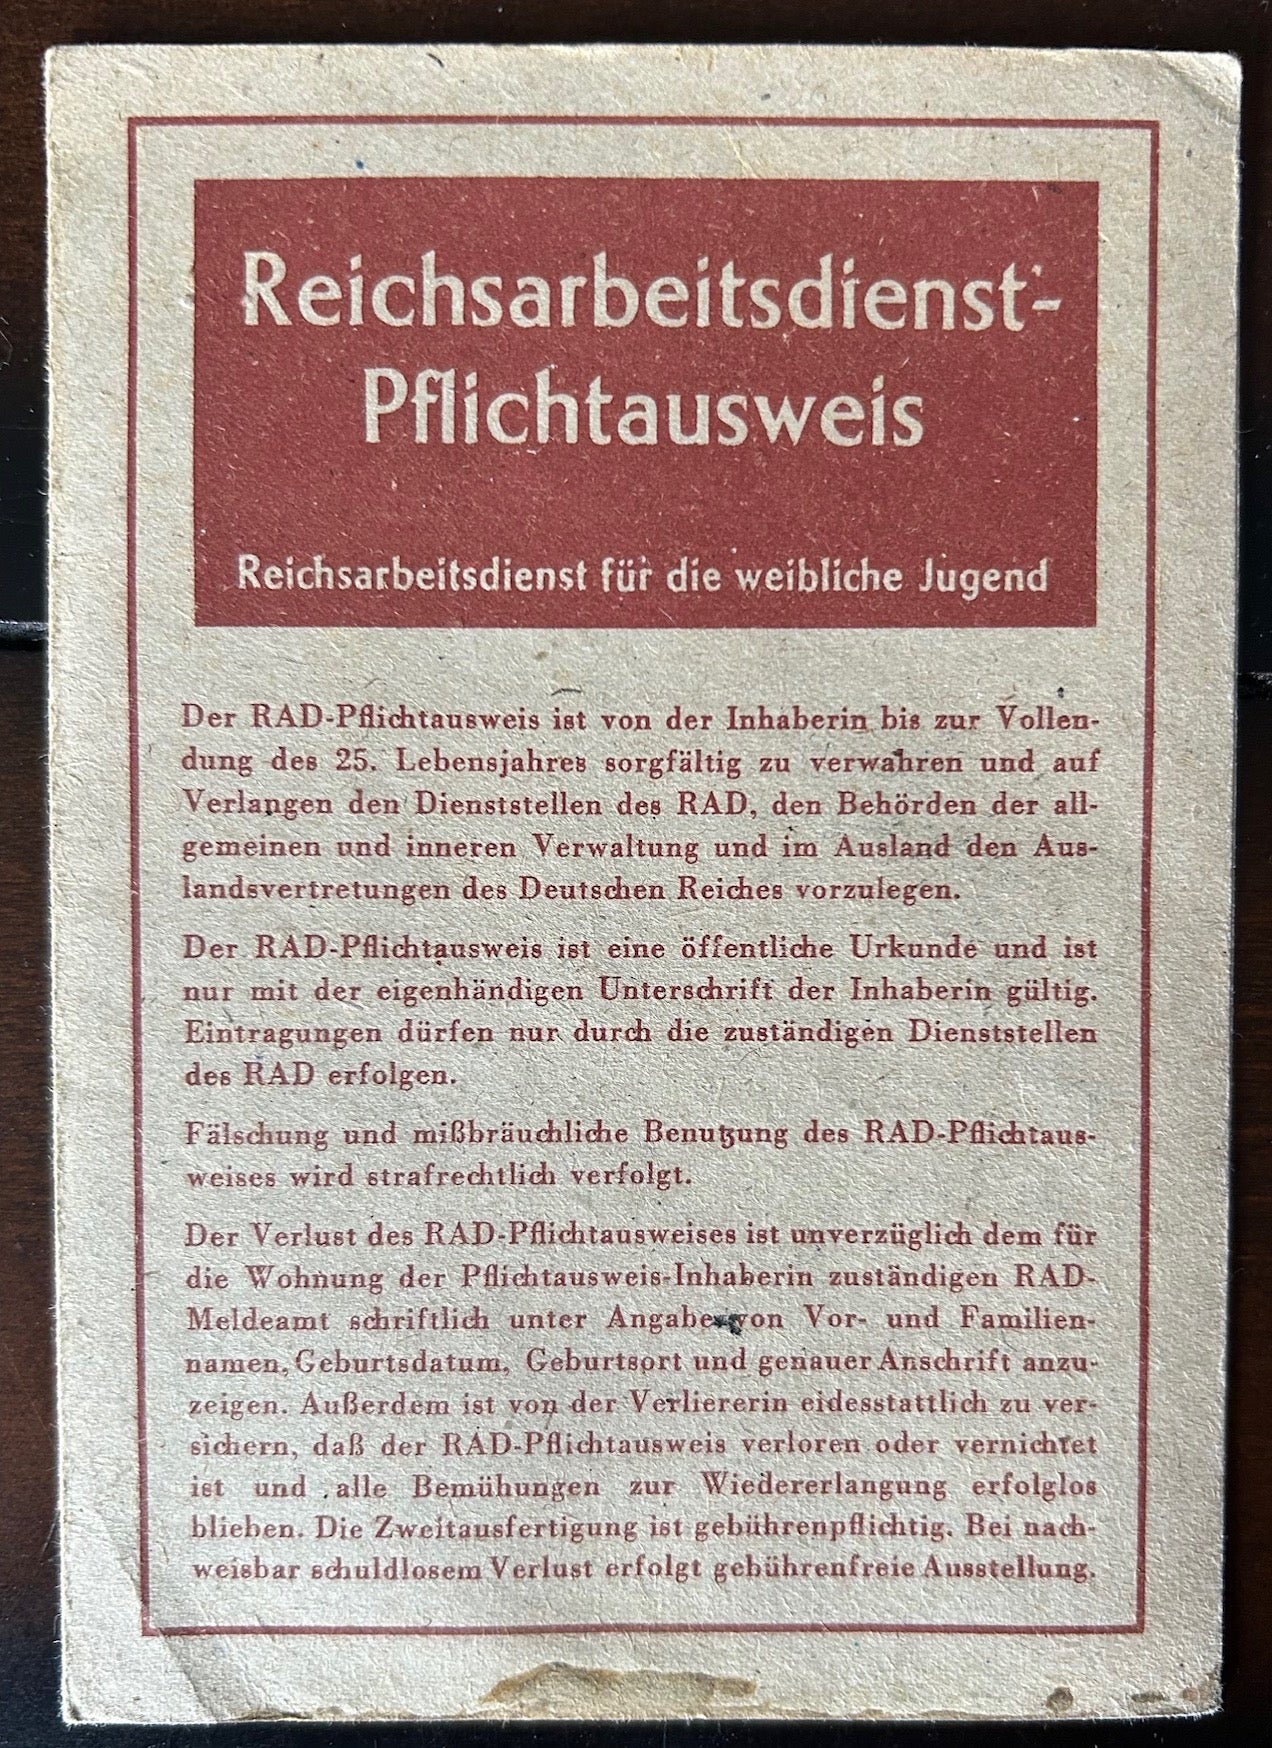 Reichsarbeitsdienst-
Pflichtausweis
Reichsarbeitsdienst für die weibliche Jugend
Der RAD-Pflichtausweis ist von der Inhaberin bis zur Vollen-
dung des 25. Lebensjahres sorgfältig zu verwahren und auf
Verlangen den Dienststellen des RAD, den Behörden der all-
gemeinen und inneren Verwaltung und im Ausland den Aus-
landsvertretungen des Deutschen Reiches vorzulegen.
Der RAD-Pflichtausweis ist eine öffentliche Urkunde und ist
nur mit der eigenhändigen Unterschrift der Inhaberin gültig.
Eintragungen dürfen nur durch die zuständigen Dienststellen
des RAD erfolgen.
Fälschung und mißbräuchliche Benutzung des RAD-Pflichtaus-
weises wird strafrechtlich verfolgt.
Der Verlust des RAD-Pflichtausweises ist unverzüglich dem für
die Wohnung der Pflichtausweis-Inhaberin zuständigen RAD-
Meldeamt schriftlich unter Angabe von Vor- und Familien-
namen, Geburtsdatum, Geburtsort und genauer Anschrift anzu-
zeigen. Außerdem ist von der Verliererin eidesstattlich zu ver-
sichern, daß der RAD-Pflichtausweis verloren oder vernichtet
ist und alle Bemühungen zur Wiedererlangung erfolglos
blieben. Die Zweitausfertigung ist gebührenpflichtig. Bei nach-
weisbar schuldlosem Verlust erfolgt gebührenfreie Ausstellung.